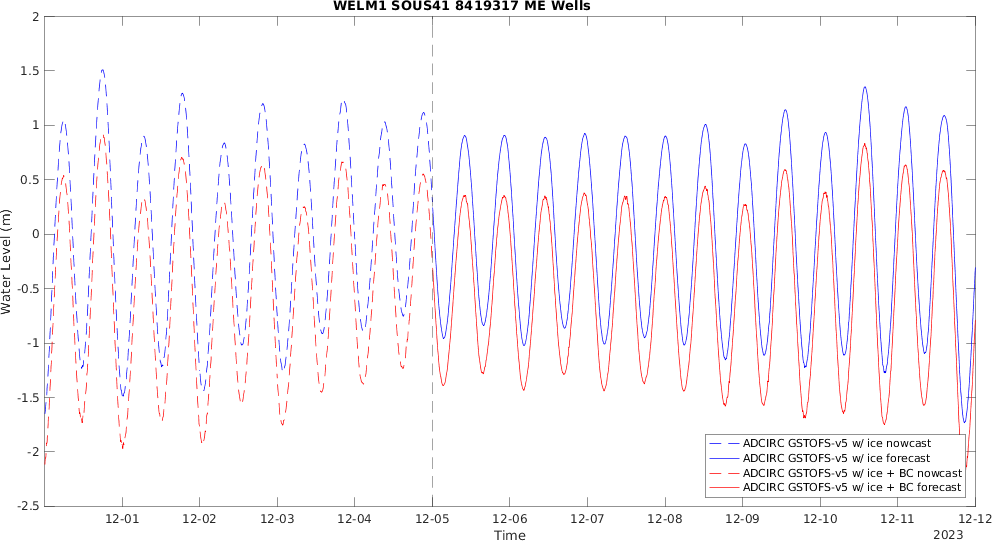 WELM1 SOUS41 8419317 ME Wells
2
1.5
1
0.5
0
-0.5
-1
-1.5
-2
-2.5
Water Level (m)
ADCIRC GSTOFS-v5 w/ ice nowcast
ADCIRC GSTOFS-v5 w/ ice forecast
ADCIRC GSTOFS-v5 w/ ice + BC nowcast
ADCIRC GSTOFS-v5 w/ ice + BC forecast
12-01 12-02 12-03 12-04 12-05 12-06 12-07 12-08 12-09 12-10 12-11 12-12
Time
2023